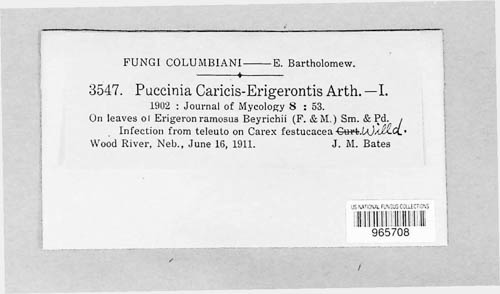 FUNGI COLUMBIANI—E. Bartholomew.
3547. Puccinia Caricis-Erigerontis Arth.—I.
1902 : Journal of Mycology 8 : 53.
On leaves of Erigeron ramosus Beyrichii (F. & M.) Sm. & Pd.
Infection from teleuto on Carex festucacea Curt. Willd.
Wood River, Neb., June 16, 1911. J. M. Bates
US NATIONAL FUNGUS COLLECTIONS
965708